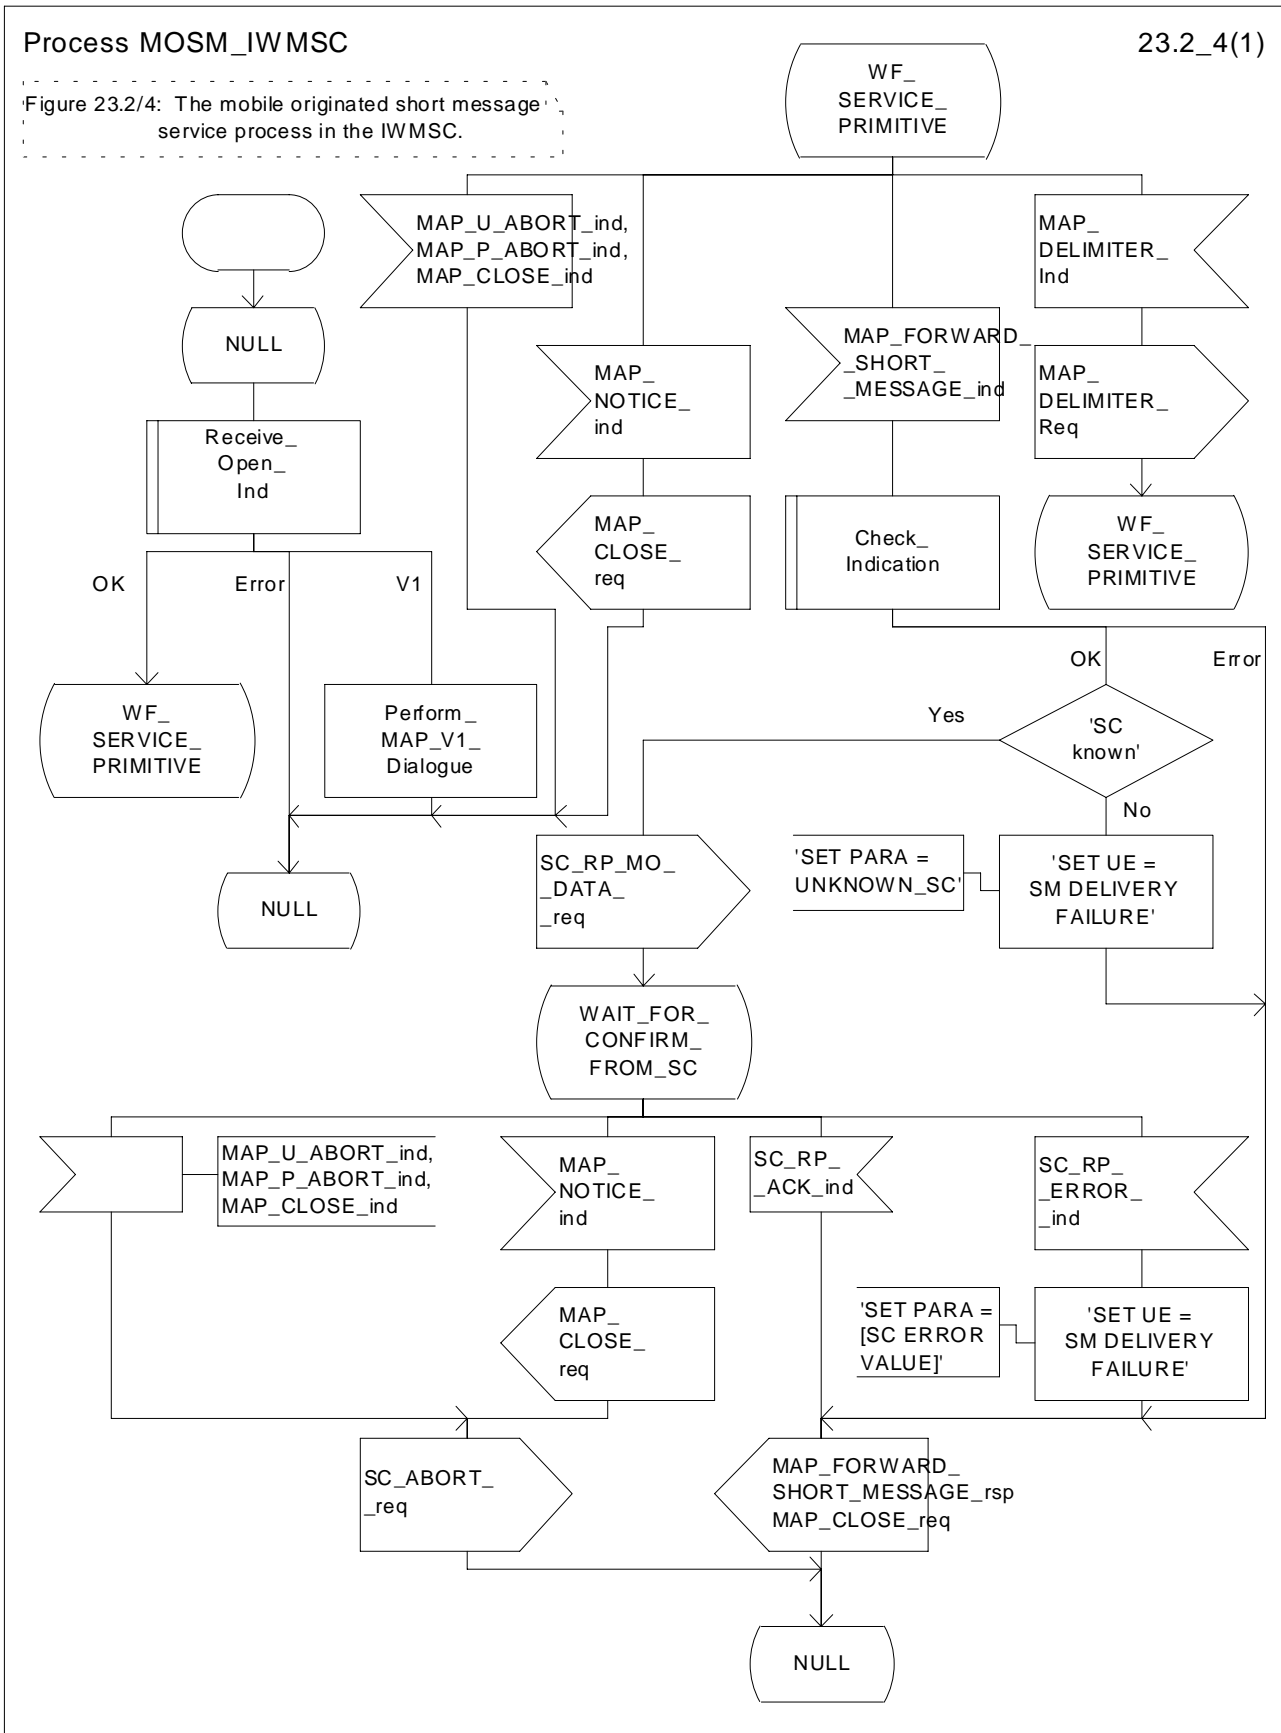 Process MOSM_IWMSC
23.2_4(1)
Figure 23.2/4: The mobile originated short message
service process in the IWMSC.
WF_
SERVICE_
PRIMITIVE
MAP_U_ABORT_ind,
MAP_P_ABORT_ind,
MAP_CLOSE_ind
MAP_
DELIMITER_
Ind
NULL
MAP_
NOTICE_
ind
MAP_FORWARD_
_SHORT_
_MESSAGE_ind
MAP_
DELIMITER_
Req
Receive_
Open_
Ind
MAP_
CLOSE_
req
Check_
Indication
WF_
SERVICE_
PRIMITIVE
OK
Error
V1
OK
Error
WF_
SERVICE_
PRIMITIVE
Perform_
MAP_V1_
Dialogue
Yes
'SC
known'
No
NULL
SC_RP_MO_
_DATA_
_req
'SET PARA =
UNKNOWN_SC'
'SET UE =
SM DELIVERY
FAILURE'
WAIT_FOR_
CONFIRM_
FROM_SC
MAP_U_ABORT_ind,
MAP_P_ABORT_ind,
MAP_CLOSE_ind
MAP_
NOTICE_
ind
SC_RP_
_ACK_ind
SC_RP_
_ERROR_
_ind
MAP_
CLOSE_
req
'SET PARA =
[SC ERROR
VALUE]'
'SET UE =
SM DELIVERY
FAILURE'
SC_ABORT_
_req
MAP_FORWARD_
SHORT_MESSAGE_rsp
MAP_CLOSE_req
NULL